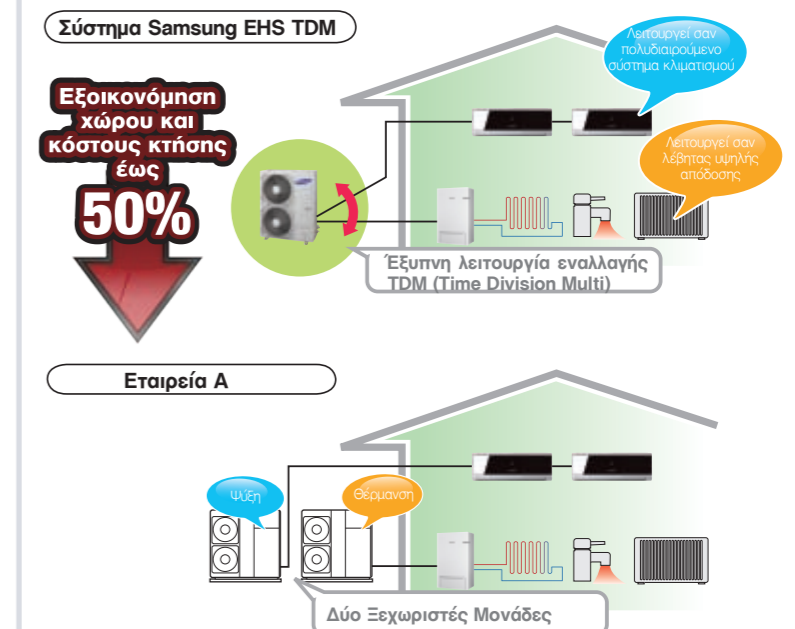 Σύστημα Samsung EHS TDM
Λειτουργεί σαν
πολυδιαιρούμενο
σύστημα κλιματισμού
Εξοικονόμηση
χώρου και
κόστους κτήσης
έως
50%
Λειτουργεί σαν
λέβητας υψηλής
απόδοσης
Έξυπνη λειτουργία εναλλαγής
TDM (Time Division Multi)
Εταιρεία Α
Ψύξη
Θέρμανση
Δύο Ξεχωριστές Μονάδες